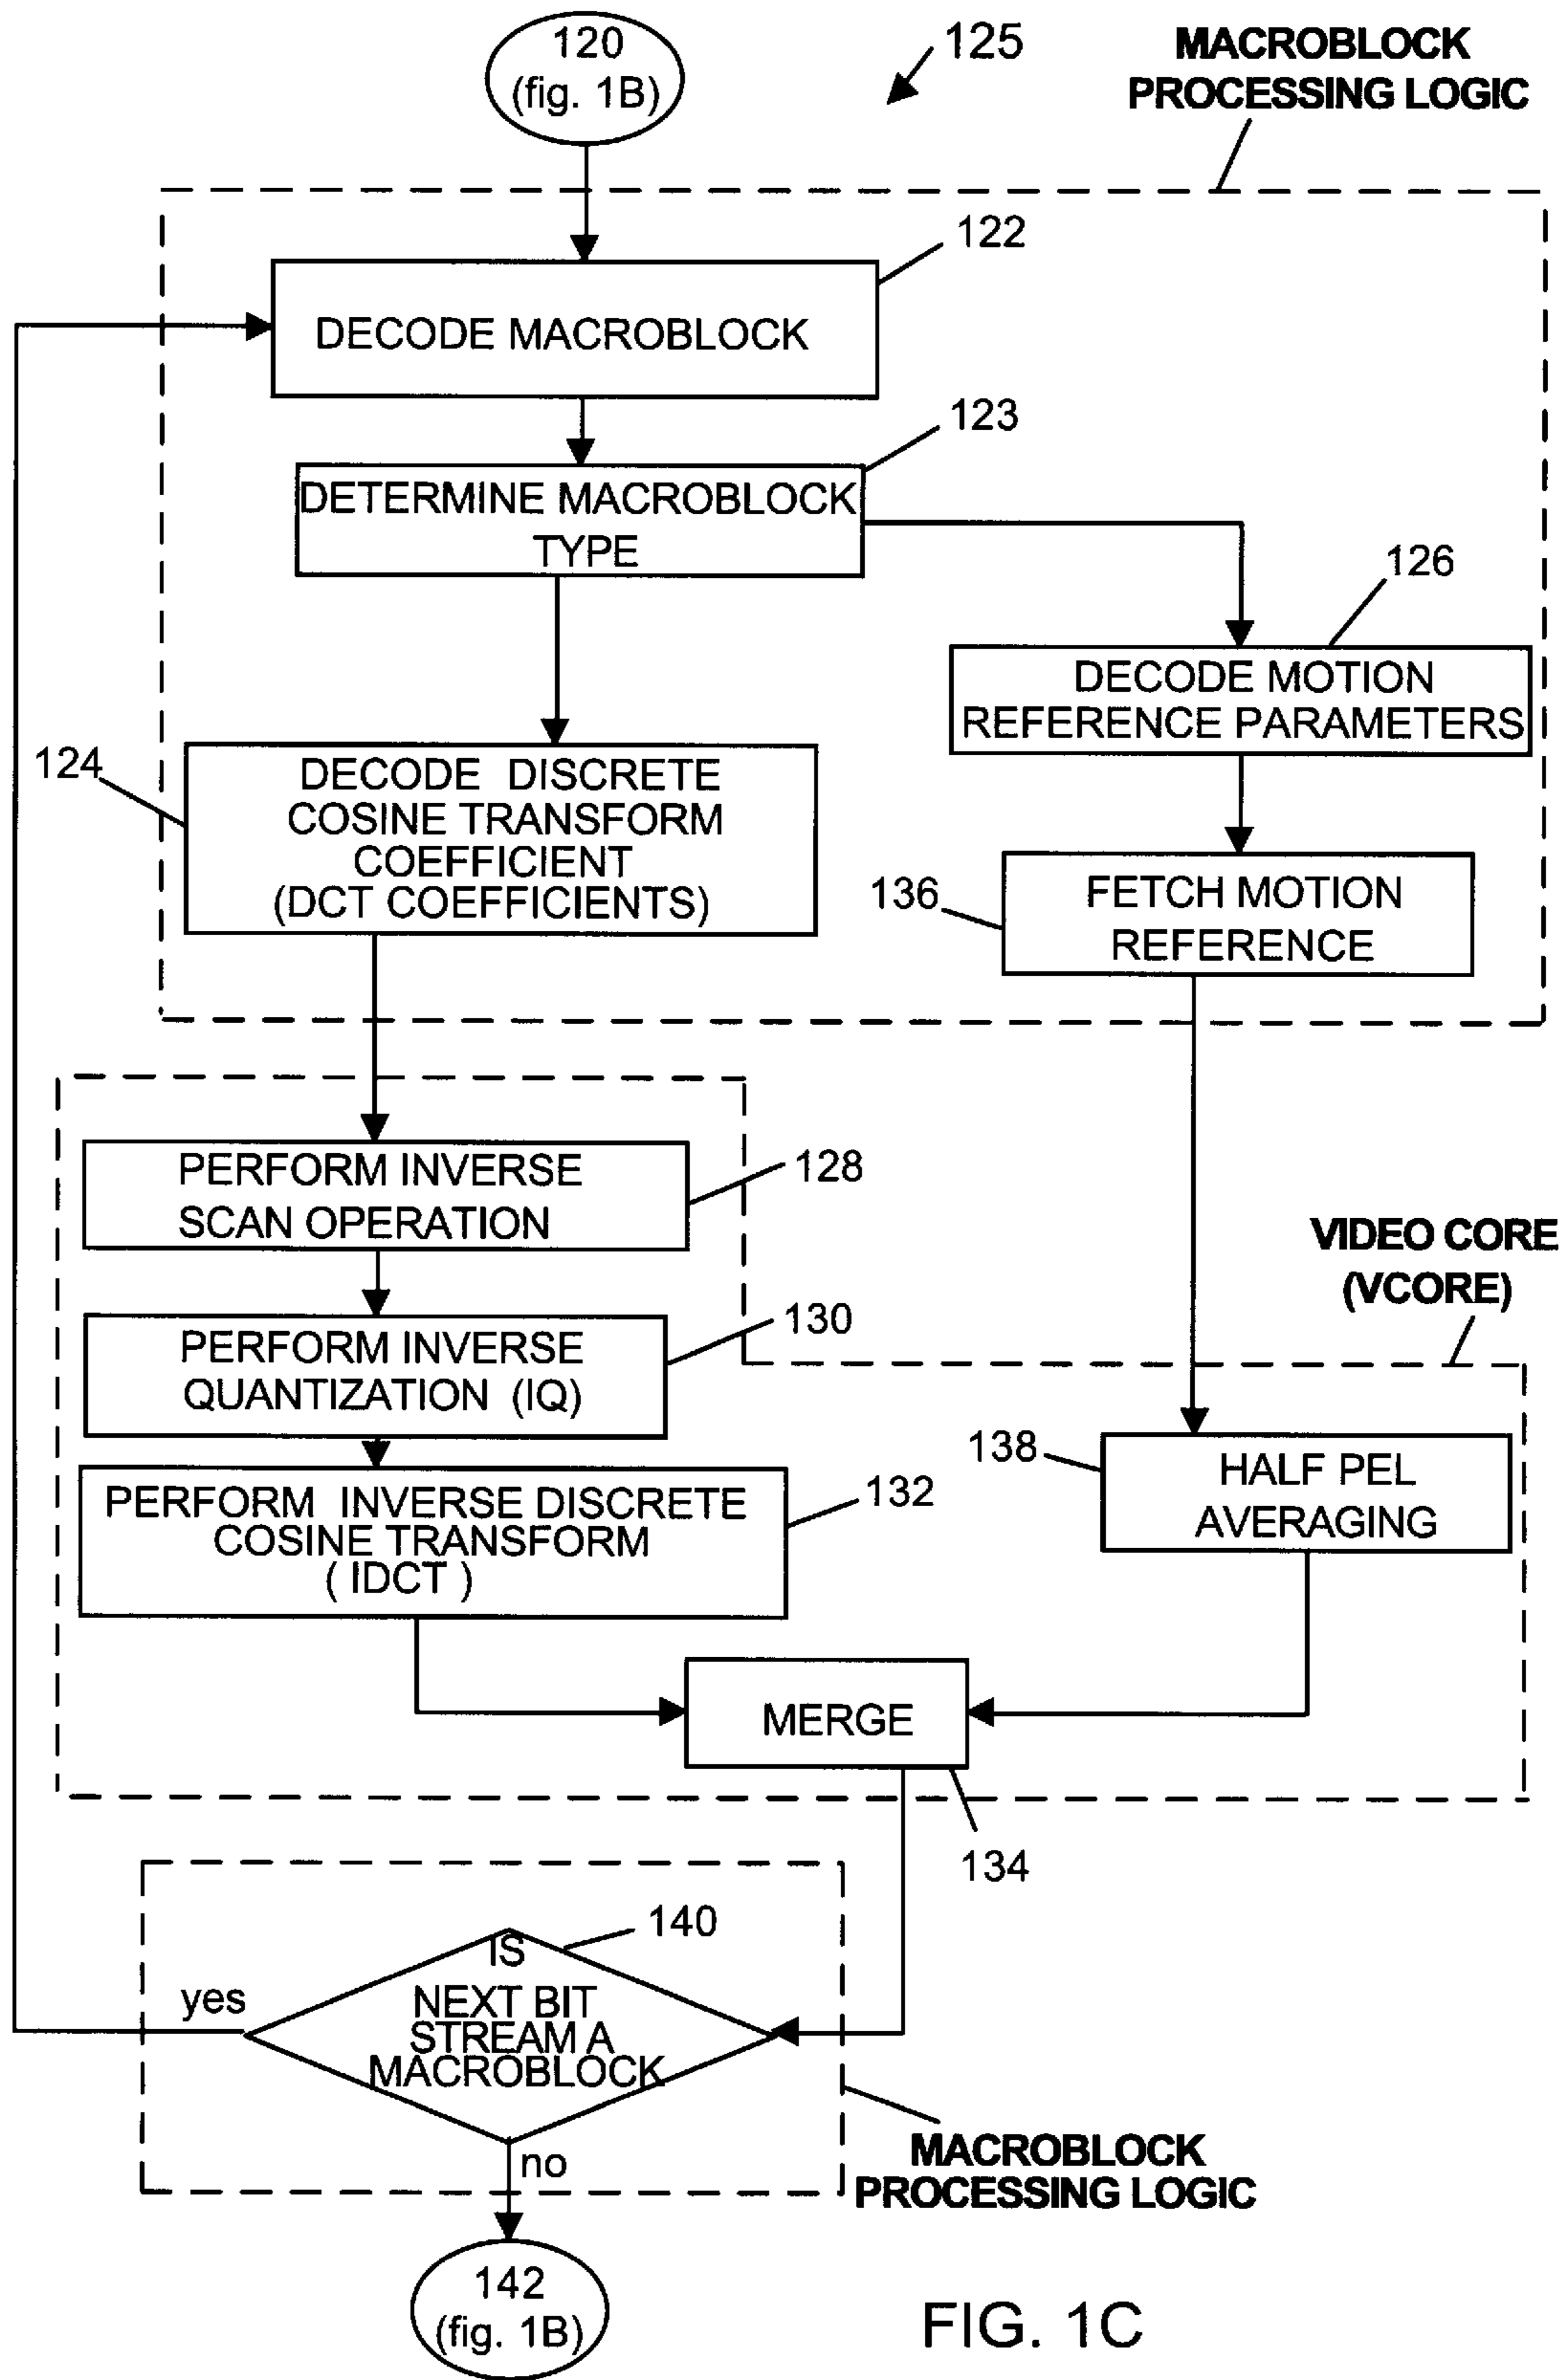 120
(fig. 1B)
125
MACROBLOCK
PROCESSING LOGIC
122
DECODE MACROBLOCK
123
DETERMINE MACROBLOCK
TYPE
126
DECODE MOTION
REFERENCE PARAMETERS
124
DECODE DISCRETE
COSINE TRANSFORM
COEFFICIENT
(DCT COEFFICIENTS)
136
FETCH MOTION
REFERENCE
PERFORM INVERSE
SCAN OPERATION
128
VIDEO CORE
(VCORE)
PERFORM INVERSE
QUANTIZATION (IQ)
130
138
HALF PEL
AVERAGING
PERFORM INVERSE DISCRETE
COSINE TRANSFORM
( IDCT )
132
MERGE
134
140
IS
NEXT BIT
STREAM A
MACROBLOCK
yes
no
MACROBLOCK
PROCESSING LOGIC
142
(fig. 1B)
FIG. 1C